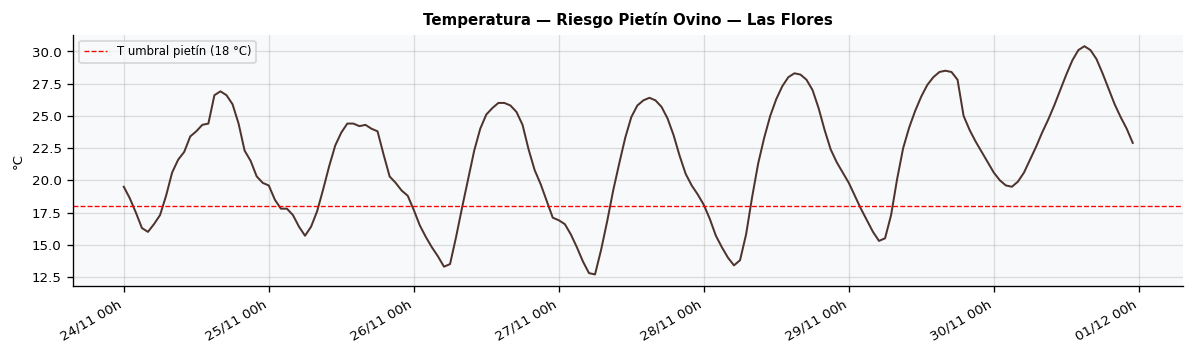 Temperatura — Riesgo Pietín Ovino — Las Flores
T umbral pietín (18 °C)
°C
30.0
27.5
25.0
22.5
20.0
17.5
15.0
12.5
24/11 00h
25/11 00h
26/11 00h
27/11 00h
28/11 00h
29/11 00h
30/11 00h
01/12 00h